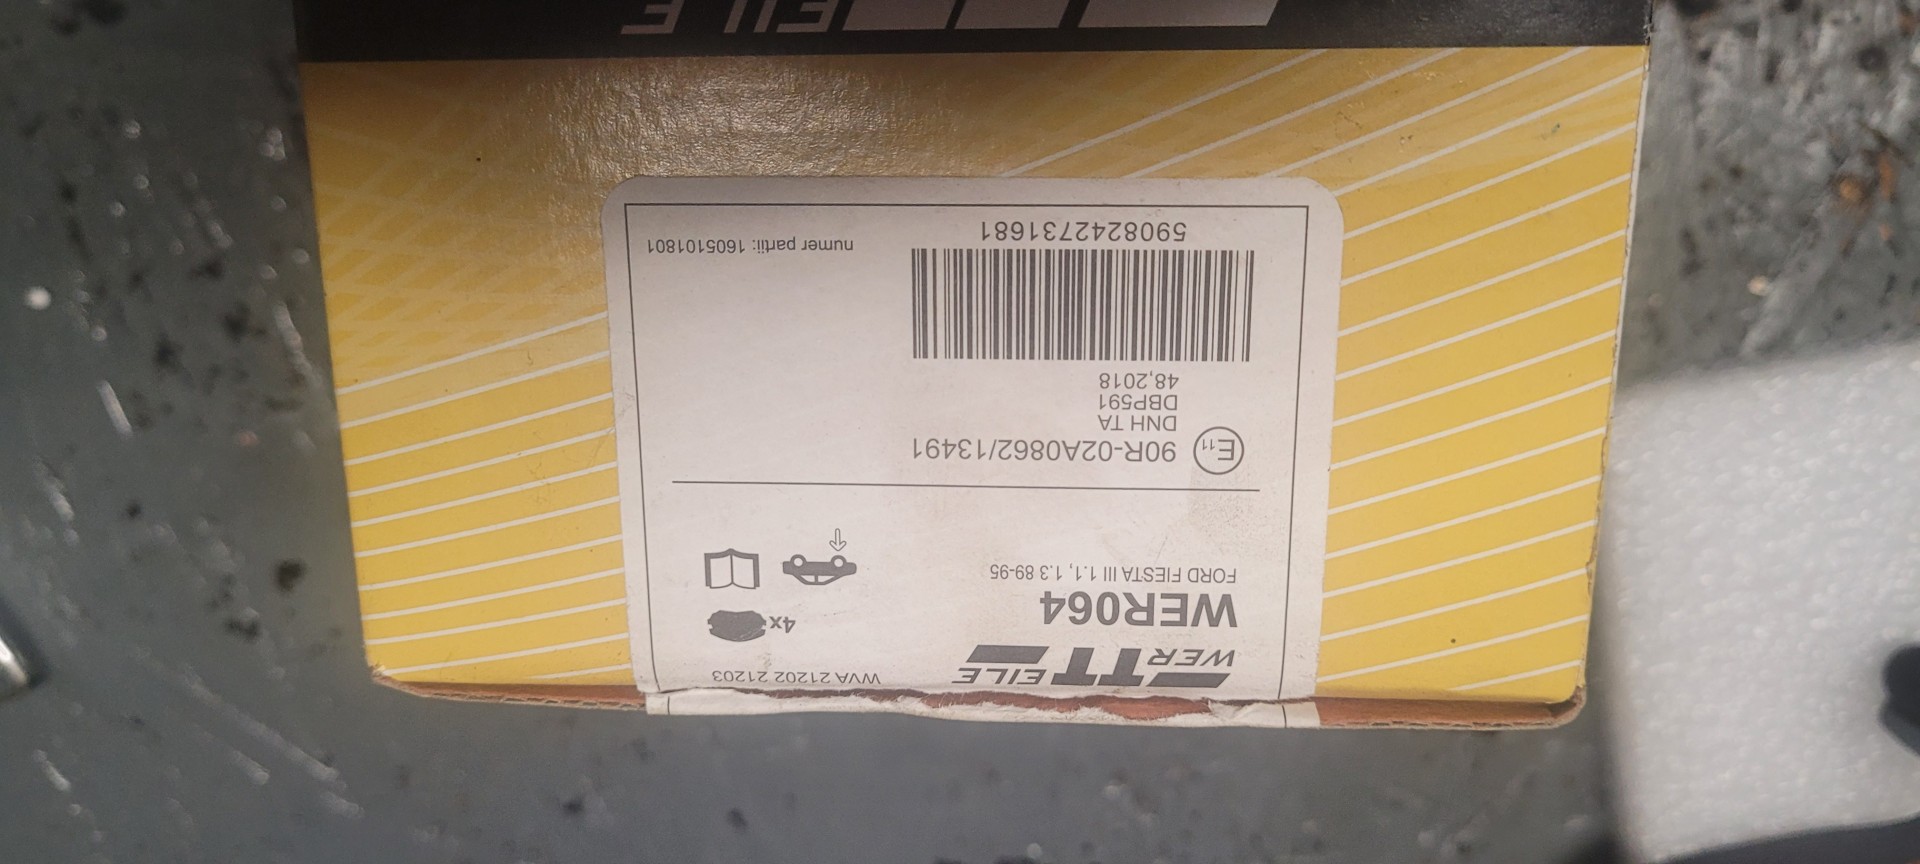 WERTTEILE
WVA 21202 21203
WER064
4x
FORD FIESTA III 1.1, 1.3 89-95
E11 90R-02A0862/13491
DNH TA
DBP591
48,2018
5908242731681
numer partii: 1605101801
EILE